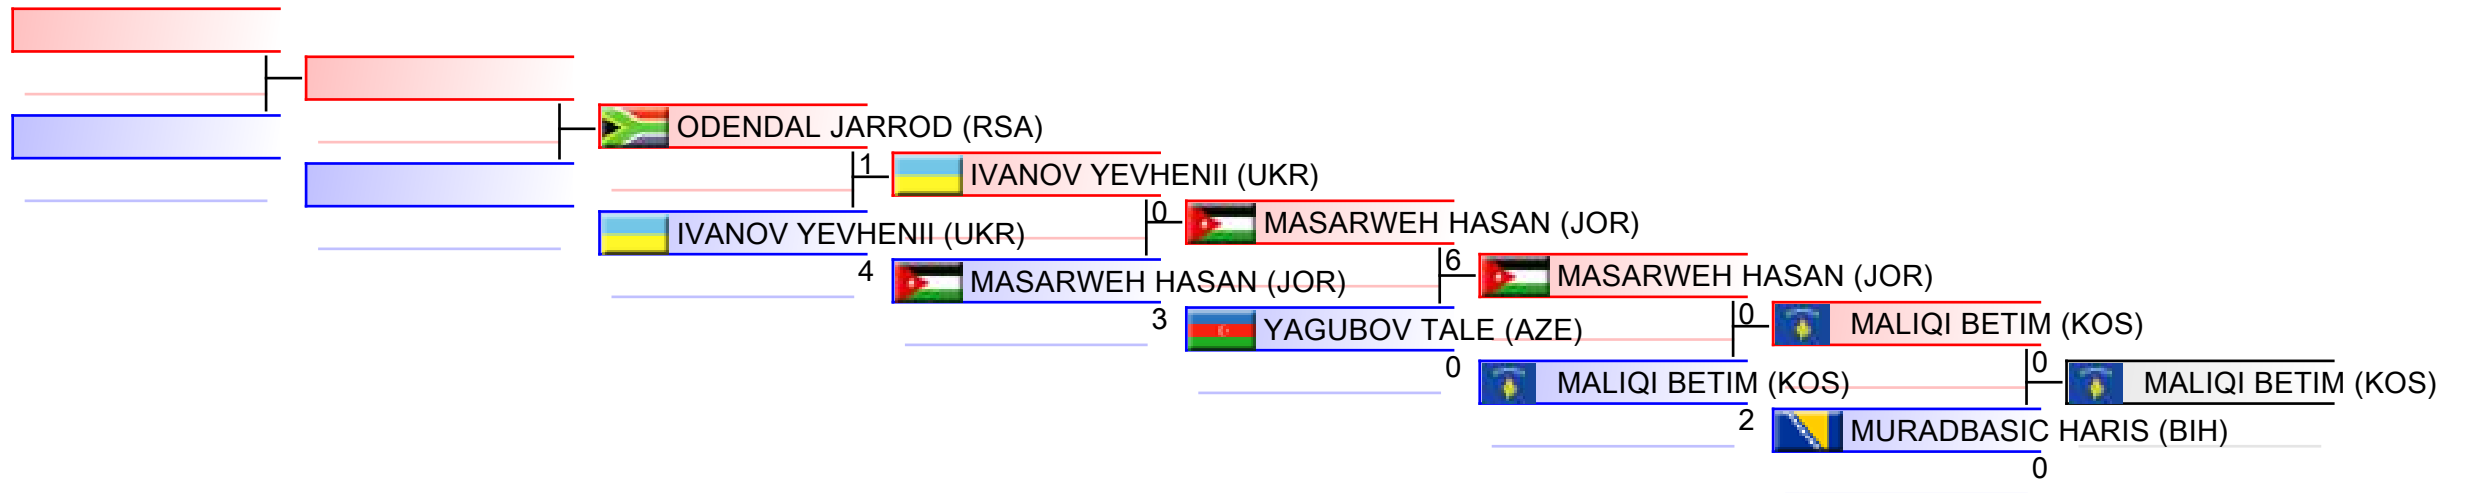 ODENDAL JARROD (RSA)
1
IVANOV YEVHENII (UKR)
IVANOV YEVHENII (UKR)
4
0
MASARWEH HASAN (JOR)
MASARWEH HASAN (JOR)
3
6
MASARWEH HASAN (JOR)
YAGUBOV TALE (AZE)
0
0
MALIQI BETIM (KOS)
MALIQI BETIM (KOS)
2
0
MALIQI BETIM (KOS)
MURADBASIC HARIS (BIH)
0